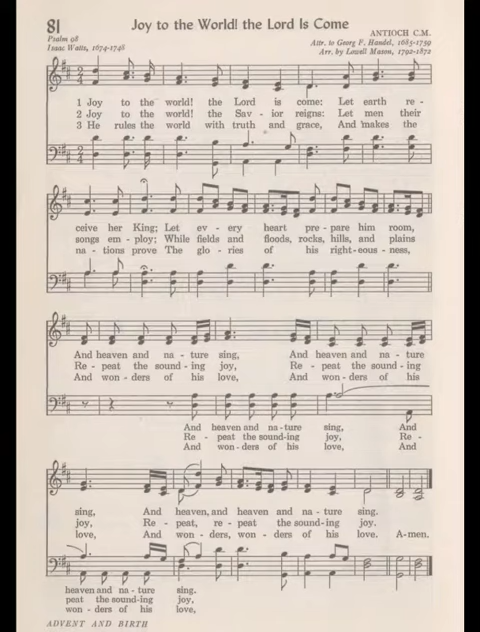 81 Joy to the World! the Lord Is Come
ANTIOCH C.M.
Psalm 98
Attr. to Georg F. Handel, 1685-1759
Isaac Watts, 1674-1748
Arr. by Lowell Mason, 1792-1872
1 Joy to the world! the Lord is come: Let earth re-
2 Joy to the world! the Sav - ior reigns: Let men their
3 He rules the world with truth and grace, And makes the
ceive her King; Let ev - ery heart pre - pare him room,
songs em - ploy; While fields and floods, rocks, hills, and plains
na - tions prove The glo - ries of his right-eous - ness,
And heaven and na - ture sing, And heaven and na - ture
Re - peat the sound - ing joy, Re - peat the sound - ing
And won - ders of his love, And won - ders of his
And heaven and na - ture sing, And
Re - peat the sound-ing joy, Re -
And won - ders of his love, And
sing, And heaven, and heaven and na - ture sing.
joy, Re - peat, re - peat the sound-ing joy.
love, And won - ders, won - ders of his love. A-men.
heaven and na - ture sing.
peat the sound-ing joy,
won - ders of his love,
ADVENT AND BIRTH